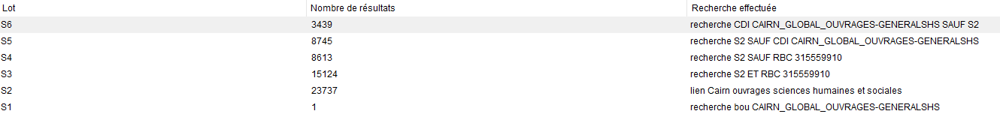 Lot Nombre de résultats Recherche effectuée
S6 3439 recherche CDI CAIRN_GLOBAL_OUVRAGES-GENERALSHS SAUF S2
S5 8745 recherche S2 SAUF CDI CAIRN_GLOBAL_OUVRAGES-GENERALSHS
S4 8613 recherche S2 SAUF RBC 315559910
S3 15124 recherche S2 ET RBC 315559910
S2 23737 lien Cairn ouvrages sciences humaines et sociales
S1 1 recherche bou CAIRN_GLOBAL_OUVRAGES-GENERALSHS